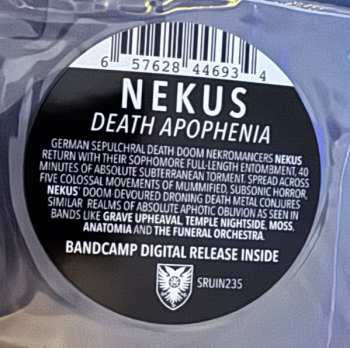 6 57628 44693 4
NEKUS
DEATH APOPHENIA
GERMAN SEPULCHRAL DEATH DOOM NEKROMANCERS NEKUS
RETURN WITH THEIR SOPHOMORE FULL-LENGTH ENTOMBMENT, 40
MINUTES OF ABSOLUTE SUBTERRANEAN TORMENT. SPREAD ACROSS
FIVE COLOSSAL MOVEMENTS OF MUMMIFIED, SUBSONIC HORROR,
NEKUS' DOOM DEVOURED DRONING DEATH METAL CONJURES
SIMILAR REALMS OF ABSOLUTE APHOTIC OBLIVION AS SEEN IN
BANDS LIKE GRAVE UPHEAVAL, TEMPLE NIGHTSIDE, MOSS,
ANATOMIA AND THE FUNERAL ORCHESTRA.
BANDCAMP DIGITAL RELEASE INSIDE
SRUIN235